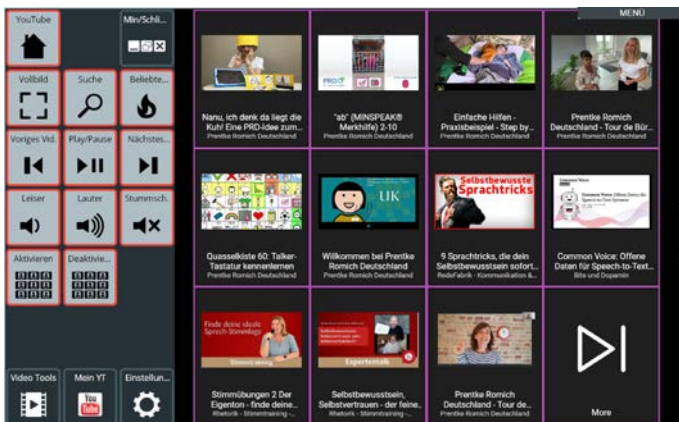 YouTube
Min/Schli...
Vollbild
Suche
Beliebte...
Voriges Vid.
Play/Pause
Nächstes...
Leiser
Lauter
Stummsch.
Aktivieren
Deaktivie...
Video Tools
Mein YT
Einstellun...
You
Tube
MENÜ
Nanu, ich denk da liegt die
Kuh! Eine PRD-Idee zum...
Prentke Romich Deutschland
PRD
"ab" (MINSPEAK®
Merkhilfe) 2-10
Prentke Romich Deutschland
Einfache Hilfen -
Praxisbeispiel - Step by...
Prentke Romich Deutschland
Prentke Romich
Deutschland - Tour de Bür...
Prentke Romich Deutschland
Quasselkiste 60: Talker-
Tastatur kennenlernen
Prentke Romich Deutschland
UK
Willkommen bei Prentke
Romich Deutschland
Prentke Romich Deutschland
Selbstbewusste
Sprachtricks
9 Sprachtricks, die dein
Selbstbewusstsein sofort...
RedeFabrik - Kommunikation &...
Common Voice: Offene
Daten für Speech-to-Text...
Bits und Dupamin
Finde deine ideale
Sprech-Stimmlage
Stimmtraining
Stimmübungen 2 Der
Eigenton - finde deine...
Rhetorik - Stimmtraining -...
Expertentalk
Selbstbewusstsein,
Selbstvertrauen - der feine...
Rhetorik - Stimmtraining -...
Prentke Romich
Deutschland - Tour de...
Prentke Romich Deutschland
More